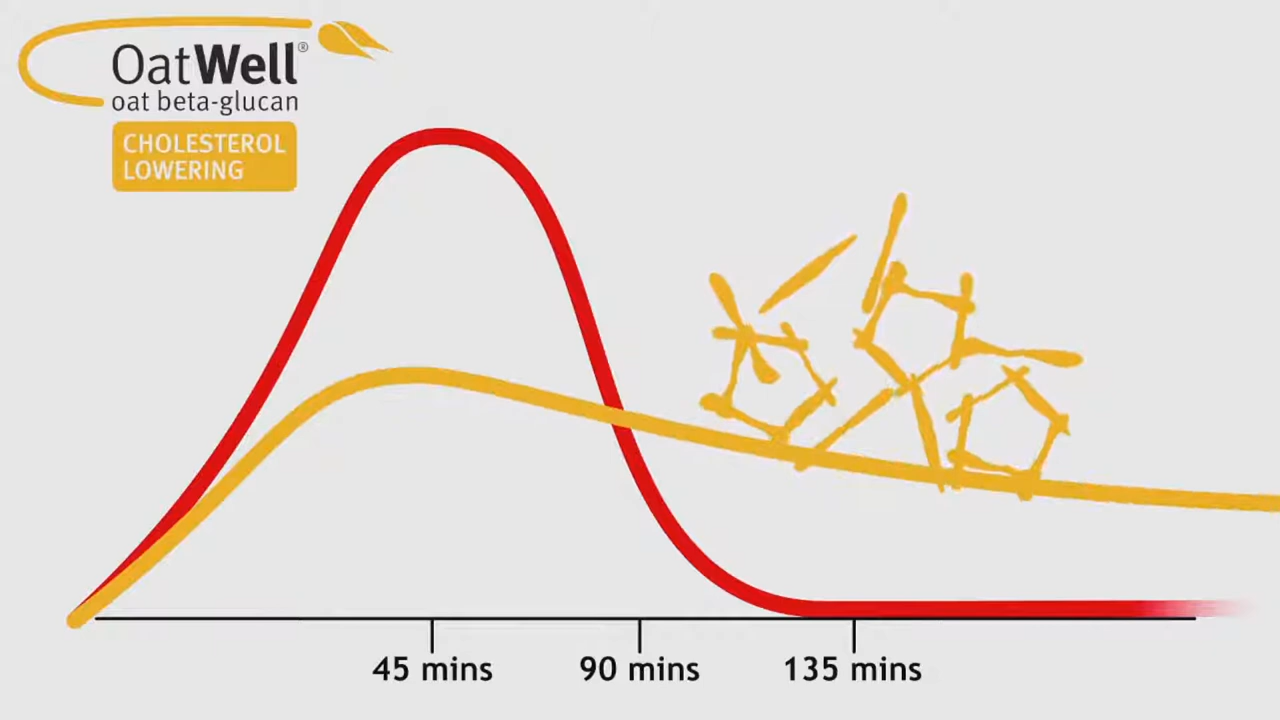 OatWell®
oat beta-glucan
CHOLESTEROL
LOWERING
45 mins
90 mins
135 mins